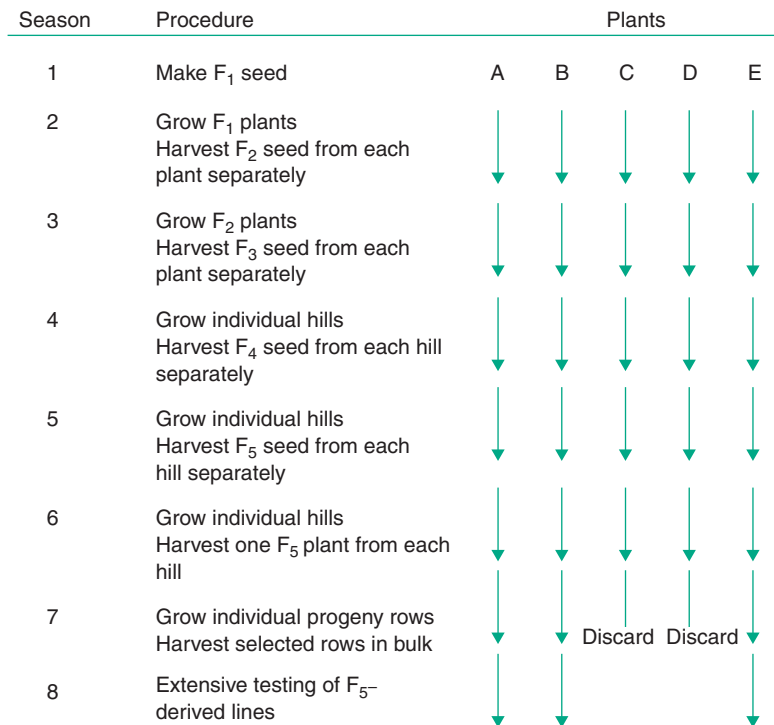 Season Procedure Plants
1 Make F₁ seed A B C D E
2 Grow F₁ plants
Harvest F₂ seed from each
plant separately
3 Grow F₂ plants
Harvest F₃ seed from each
plant separately
4 Grow individual hills
Harvest F₄ seed from each hill
separately
5 Grow individual hills
Harvest F₅ seed from each
hill separately
6 Grow individual hills
Harvest one F₅ plant from each
hill
7 Grow individual progeny rows
Harvest selected rows in bulk Discard Discard
8 Extensive testing of F₅–
derived lines